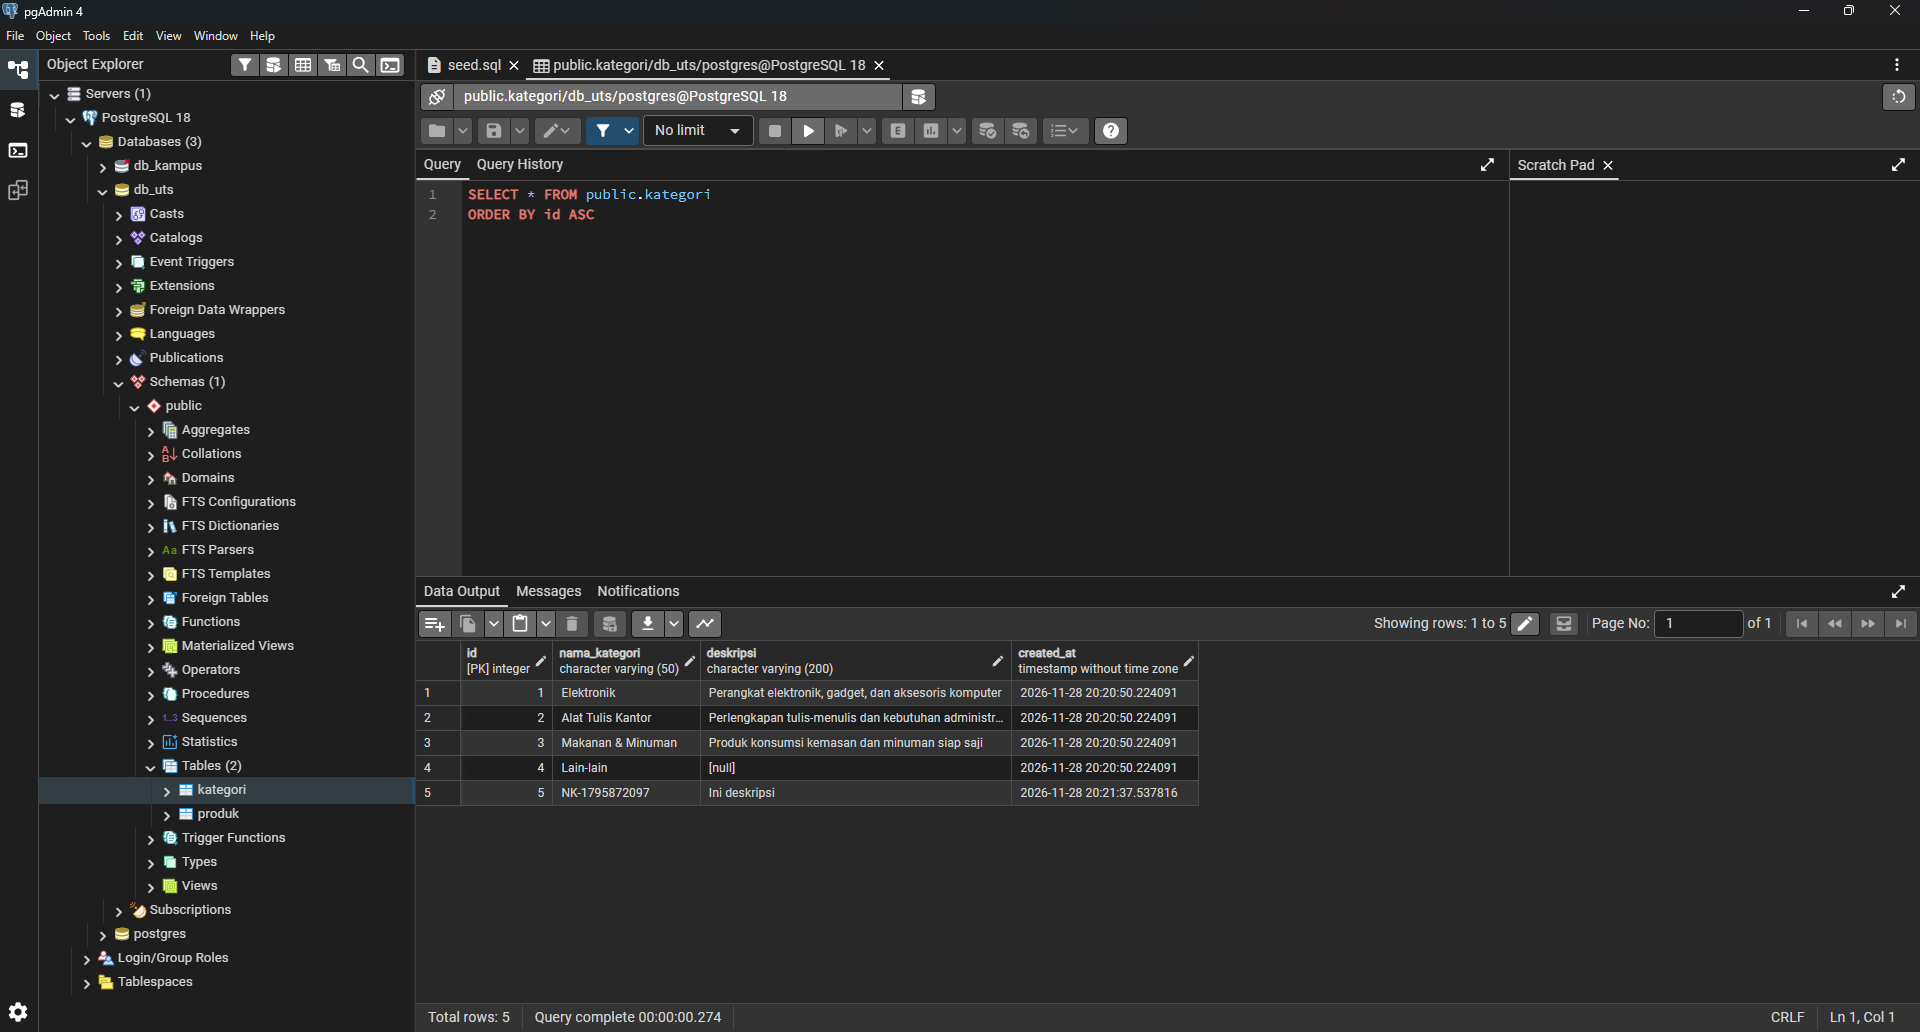 pgAdmin 4
File Object Tools Edit View Window Help
Object Explorer
Servers (1)
PostgreSQL 18
Databases (3)
db_kampus
db_uts
Casts
Catalogs
Event Triggers
Extensions
Foreign Data Wrappers
Languages
Publications
Schemas (1)
public
Aggregates
Collations
Domains
FTS Configurations
FTS Dictionaries
Aa FTS Parsers
FTS Templates
Foreign Tables
Functions
Materialized Views
Operators
Procedures
1..3 Sequences
Statistics
Tables (2)
kategori
produk
Trigger Functions
Types
Views
Subscriptions
postgres
Login/Group Roles
Tablespaces
seed.sql public.kategori/db_uts/postgres@PostgreSQL 18
public.kategori/db_uts/postgres@PostgreSQL 18
No limit E
Query Query History
1 SELECT * FROM public.kategori
2 ORDER BY id ASC
Scratch Pad
Data Output Messages Notifications
Showing rows: 1 to 5 Page No: 1 of 1
id nama_kategori deskripsi created_at
[PK] integer character varying (50) character varying (200) timestamp without time zone
1 1 Elektronik Perangkat elektronik, gadget, dan aksesoris komputer 2026-11-28 20:20:50.224091
2 2 Alat Tulis Kantor Perlengkapan tulis-menulis dan kebutuhan administr... 2026-11-28 20:20:50.224091
3 3 Makanan & Minuman Produk konsumsi kemasan dan minuman siap saji 2026-11-28 20:20:50.224091
4 4 Lain-lain [null] 2026-11-28 20:20:50.224091
5 5 NK-1795872097 Ini deskripsi 2026-11-28 20:21:37.537816
Total rows: 5 Query complete 00:00:00.274 CRLF Ln 1, Col 1